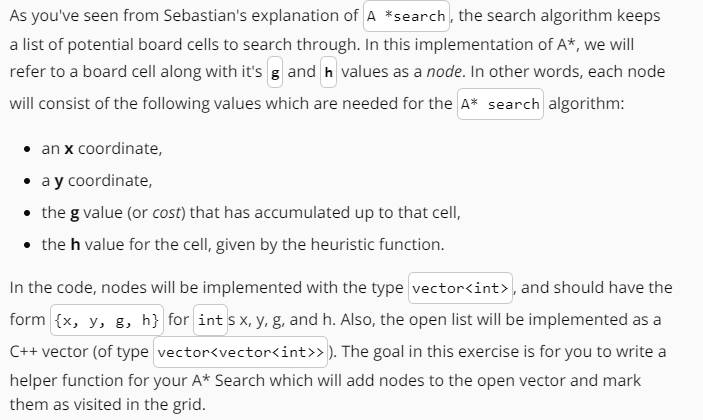 As you've seen from Sebastian's explanation of A *search, the search algorithm keeps
a list of potential board cells to search through. In this implementation of A*, we will
refer to a board cell along with it's g and h values as a node. In other words, each node
will consist of the following values which are needed for the A* search algorithm:
• an x coordinate,
• a y coordinate,
• the g value (or cost) that has accumulated up to that cell,
• the h value for the cell, given by the heuristic function.
In the code, nodes will be implemented with the type vector<int>, and should have the
form {x, y, g, h} for int s x, y, g, and h. Also, the open list will be implemented as a
C++ vector (of type vector<vector<int>>). The goal in this exercise is for you to write a
helper function for your A* Search which will add nodes to the open vector and mark
them as visited in the grid.